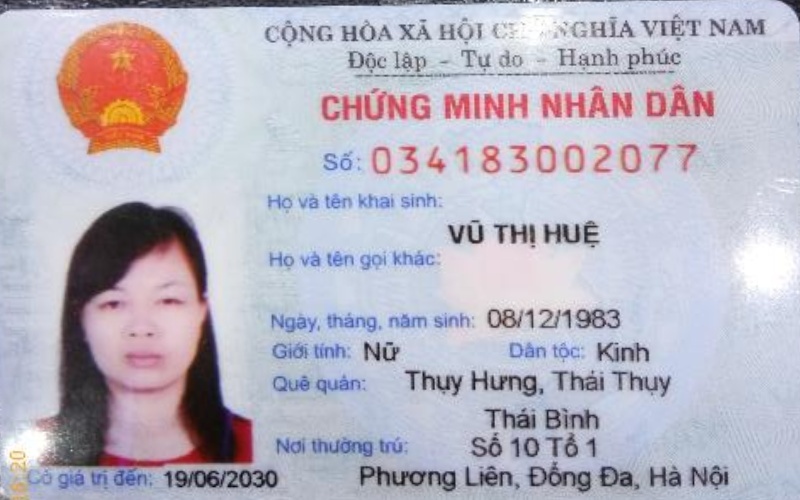 CỘNG HÒA XÃ HỘI CHỦ NGHĨA VIỆT NAM
Độc lập - Tự do - Hạnh phúc
CHỨNG MINH NHÂN DÂN
Số: 034183002077
Họ và tên khai sinh:
VŨ THỊ HUỆ
Họ và tên gọi khác:
Ngày, tháng, năm sinh: 08/12/1983
Giới tính: Nữ Dân tộc: Kinh
Quê quán: Thụy Hưng, Thái Thụy
Thái Bình
Nơi thường trú: Số 10 Tổ 1
Có giá trị đến: 19/06/2030 Phương Liên, Đống Đa, Hà Nội